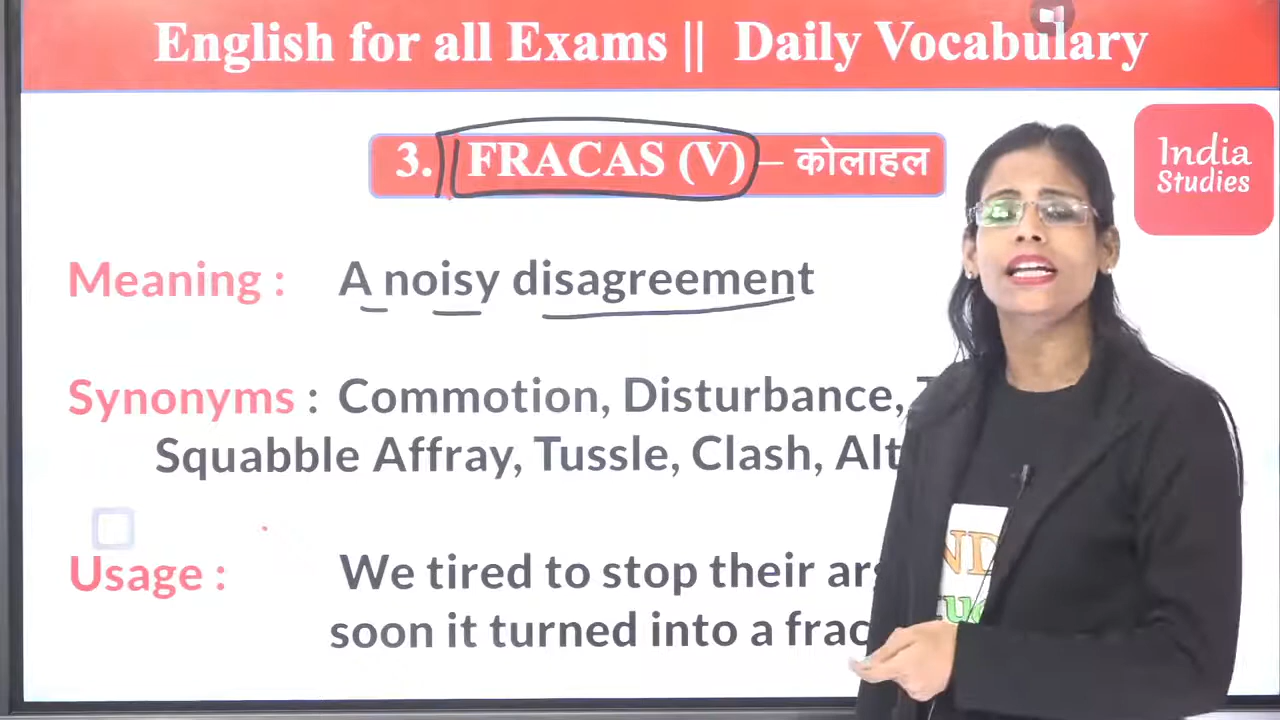 English for all Exams || Daily Vocabulary
3. FRACAS (V) – कोलाहल
India
Studies
Meaning : A noisy disagreement
Synonyms : Commotion, Disturbance,
Squabble Affray, Tussle, Clash,
Usage : We tired to stop their
soon it turned into a